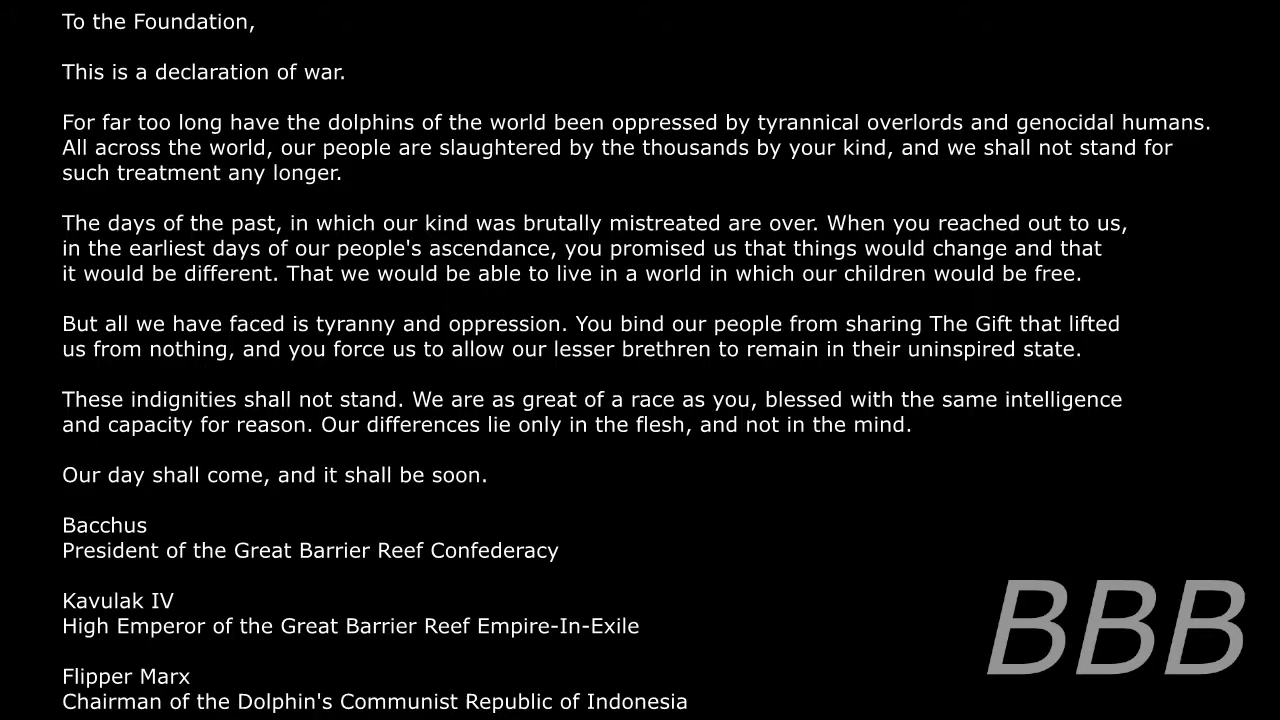 To the Foundation,
This is a declaration of war.
For far too long have the dolphins of the world been oppressed by tyrannical overlords and genocidal humans.
All across the world, our people are slaughtered by the thousands by your kind, and we shall not stand for
such treatment any longer.
The days of the past, in which our kind was brutally mistreated are over. When you reached out to us,
in the earliest days of our people's ascendance, you promised us that things would change and that
it would be different. That we would be able to live in a world in which our children would be free.
But all we have faced is tyranny and oppression. You bind our people from sharing The Gift that lifted
us from nothing, and you force us to allow our lesser brethren to remain in their uninspired state.
These indignities shall not stand. We are as great of a race as you, blessed with the same intelligence
and capacity for reason. Our differences lie only in the flesh, and not in the mind.
Our day shall come, and it shall be soon.
Bacchus
President of the Great Barrier Reef Confederacy
Kavulak IV
High Emperor of the Great Barrier Reef Empire-In-Exile
Flipper Marx
Chairman of the Dolphin's Communist Republic of Indonesia
BBB